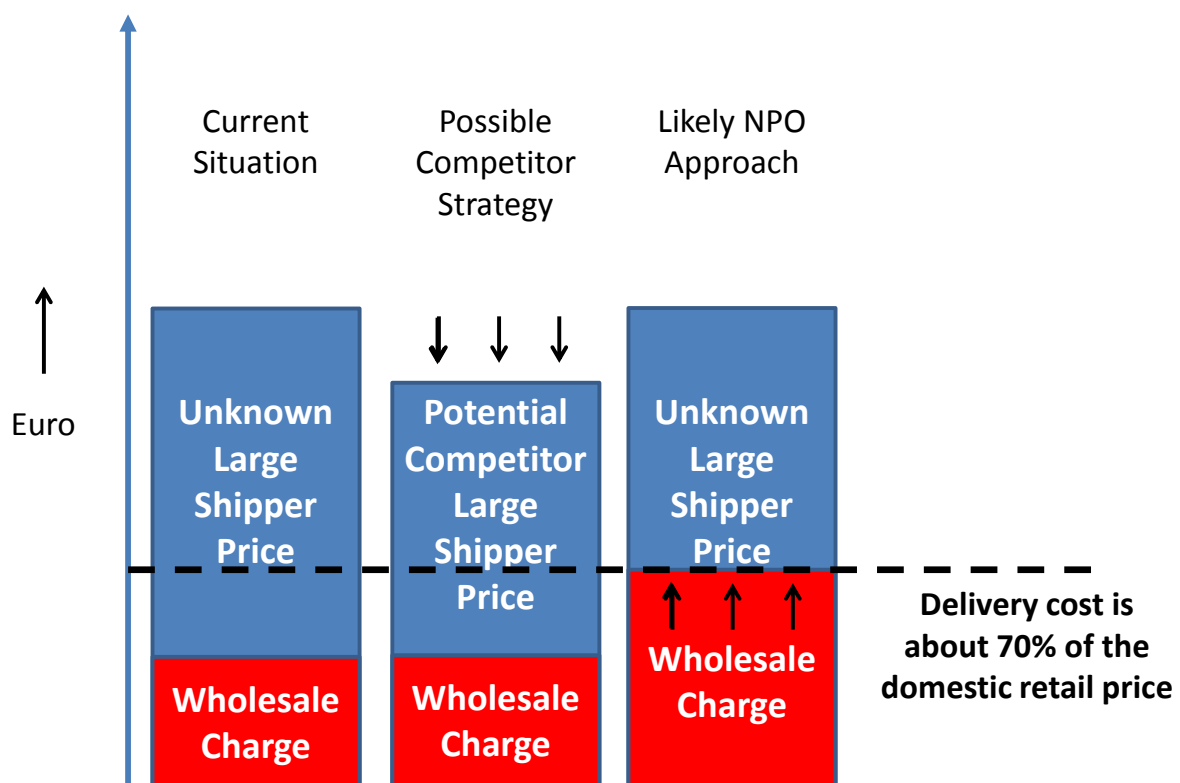 Current
Situation
Possible
Competitor
Strategy
Likely NPO
Approach
Euro
Unknown
Large
Shipper
Price
Wholesale
Charge
Potential
Competitor
Large
Shipper
Price
Wholesale
Charge
Unknown
Large
Shipper
Price
Wholesale
Charge
Delivery cost is
about 70% of the
domestic retail price